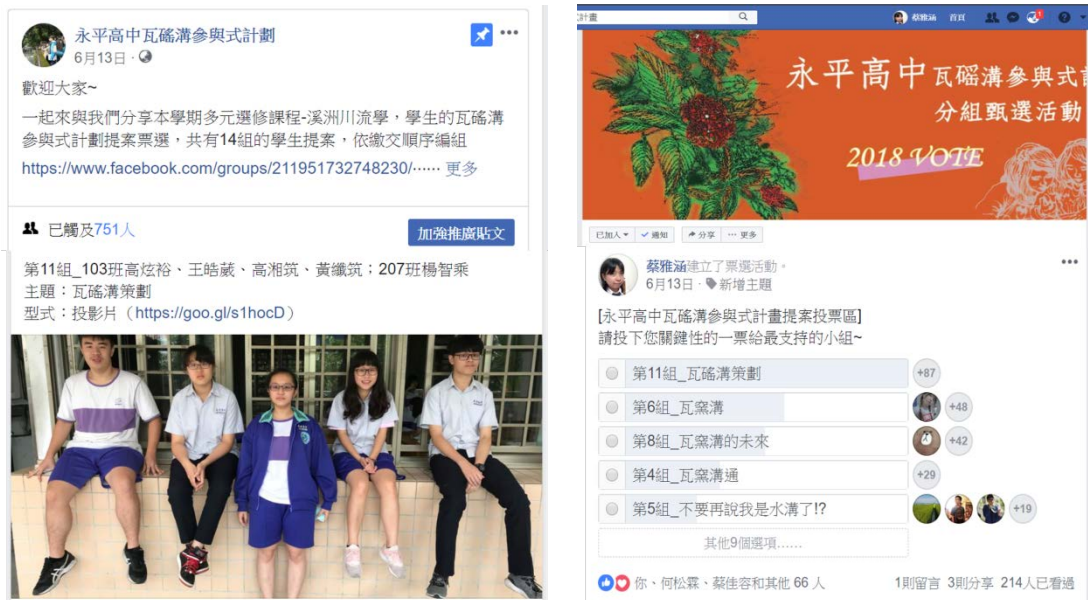 永平高中瓦磘溝參與式計劃
6月13日
歡迎大家~
一起來與我們分享本學期多元選修課程-溪洲川流學,學生的瓦磘溝
參與式計劃提案票選,共有14組的學生提案,依繳交順序編組
https://www.facebook.com/groups/211951732748230/…… 更多
已觸及751人
加強推廣貼文
第11組_103班高炫裕、王皓葳、高湘筑、黃纖筑;207班楊智乘
主題:瓦磘溝策劃
型式:投影片(https://goo.gl/s1hocD)
式計畫
蔡雅涵 首頁
永平高中瓦磘溝參與式
分組甄選活動
2018 VOTE
已加入 通知 分享 … 更多
蔡雅涵建立了票選活動。
6月13日 · 新增主題
[永平高中瓦磘溝參與式計畫提案投票區]
請投下您關鍵性的一票給最支持的小組~
第11組_瓦磘溝策劃 +87
第6組_瓦窯溝 +48
第8組_瓦窯溝的未來 +42
第4組_瓦窯溝通 +29
第5組_不要再說我是水溝了!? +19
其他9個選項……
你、何松霖、蔡佳容和其他 66 人 1則留言 3則分享 214人已看過